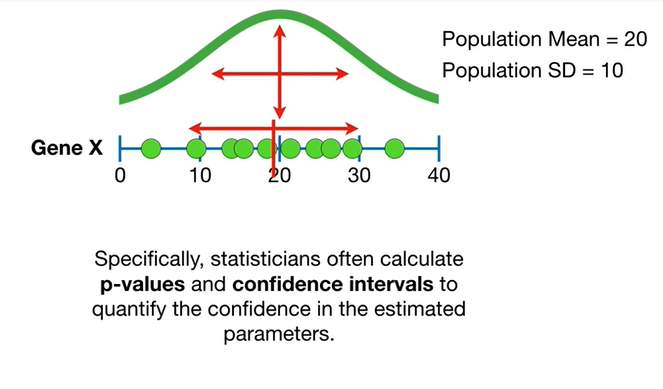 Population Mean = 20
Population SD = 10
Gene X
0 10 20 30 40
Specifically, statisticians often calculate
p-values and confidence intervals to
quantify the confidence in the estimated
parameters.